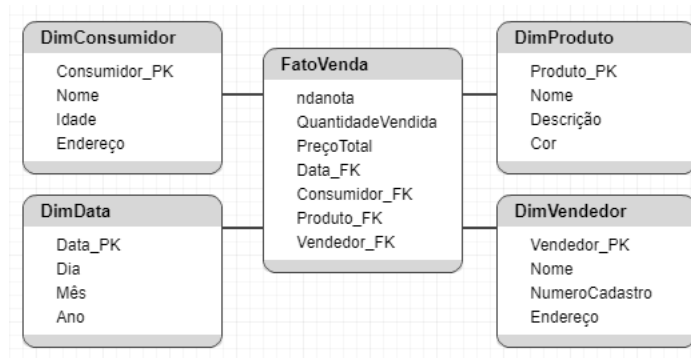 DimConsumidor
Consumidor_PK
Nome
Idade
Endereço
FatoVenda
ndanota
QuantidadeVendida
PreçoTotal
Data_FK
Consumidor_FK
Produto_FK
Vendedor_FK
DimProduto
Produto_PK
Nome
Descrição
Cor
DimData
Data_PK
Dia
Mês
Ano
DimVendedor
Vendedor_PK
Nome
NumeroCadastro
Endereço